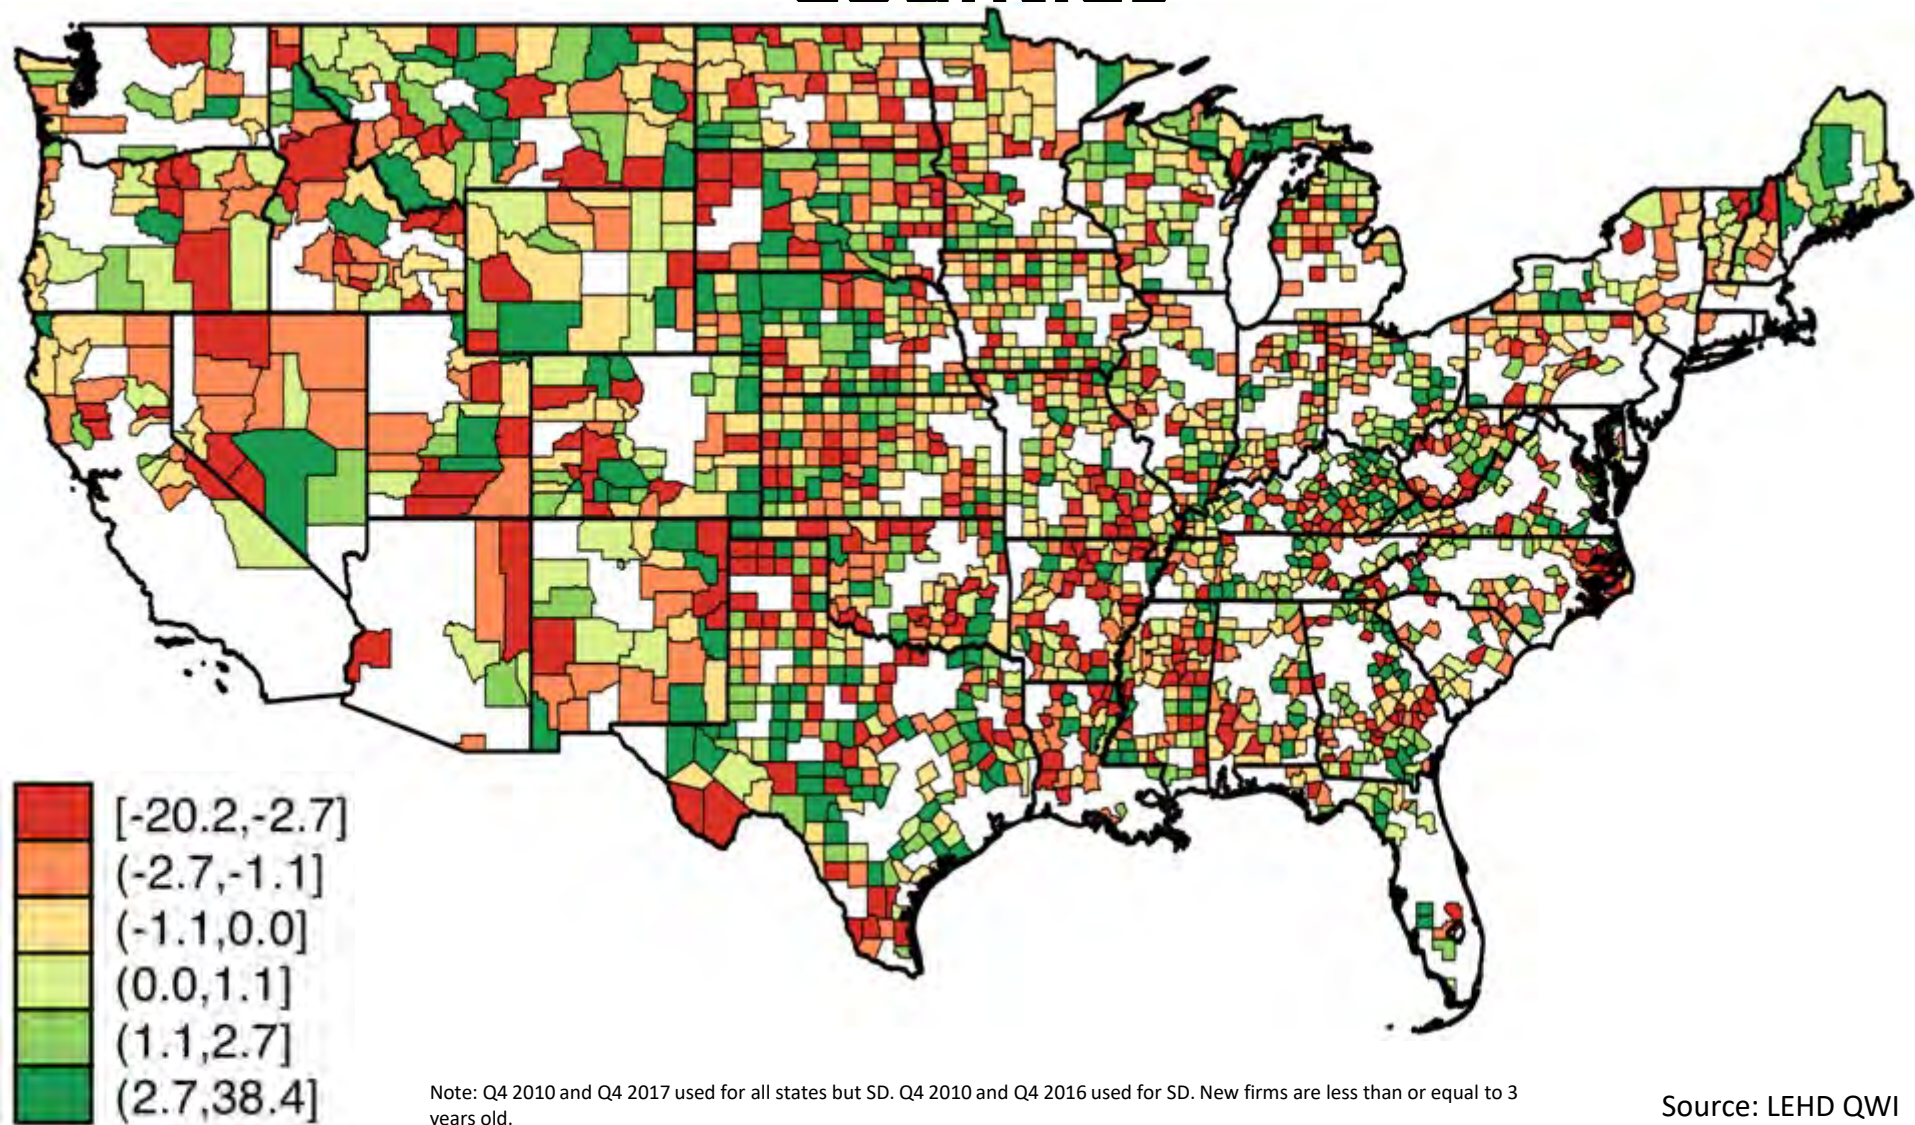 [-20.2,-2.7]
(-2.7,-1.1]
(-1.1,0.0]
(0.0,1.1]
(1.1,2.7]
(2.7,38.4]
Note: Q4 2010 and Q4 2017 used for all states but SD. Q4 2010 and Q4 2016 used for SD. New firms are less than or equal to 3
years old.
Source: LEHD QWI